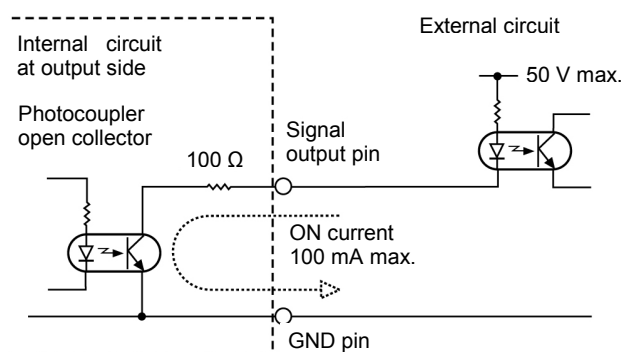 Internal circuit
at output side
External circuit
50 V max.
Photocoupler
open collector
Signal
output pin
100 Ω
ON current
100 mA max.
GND pin